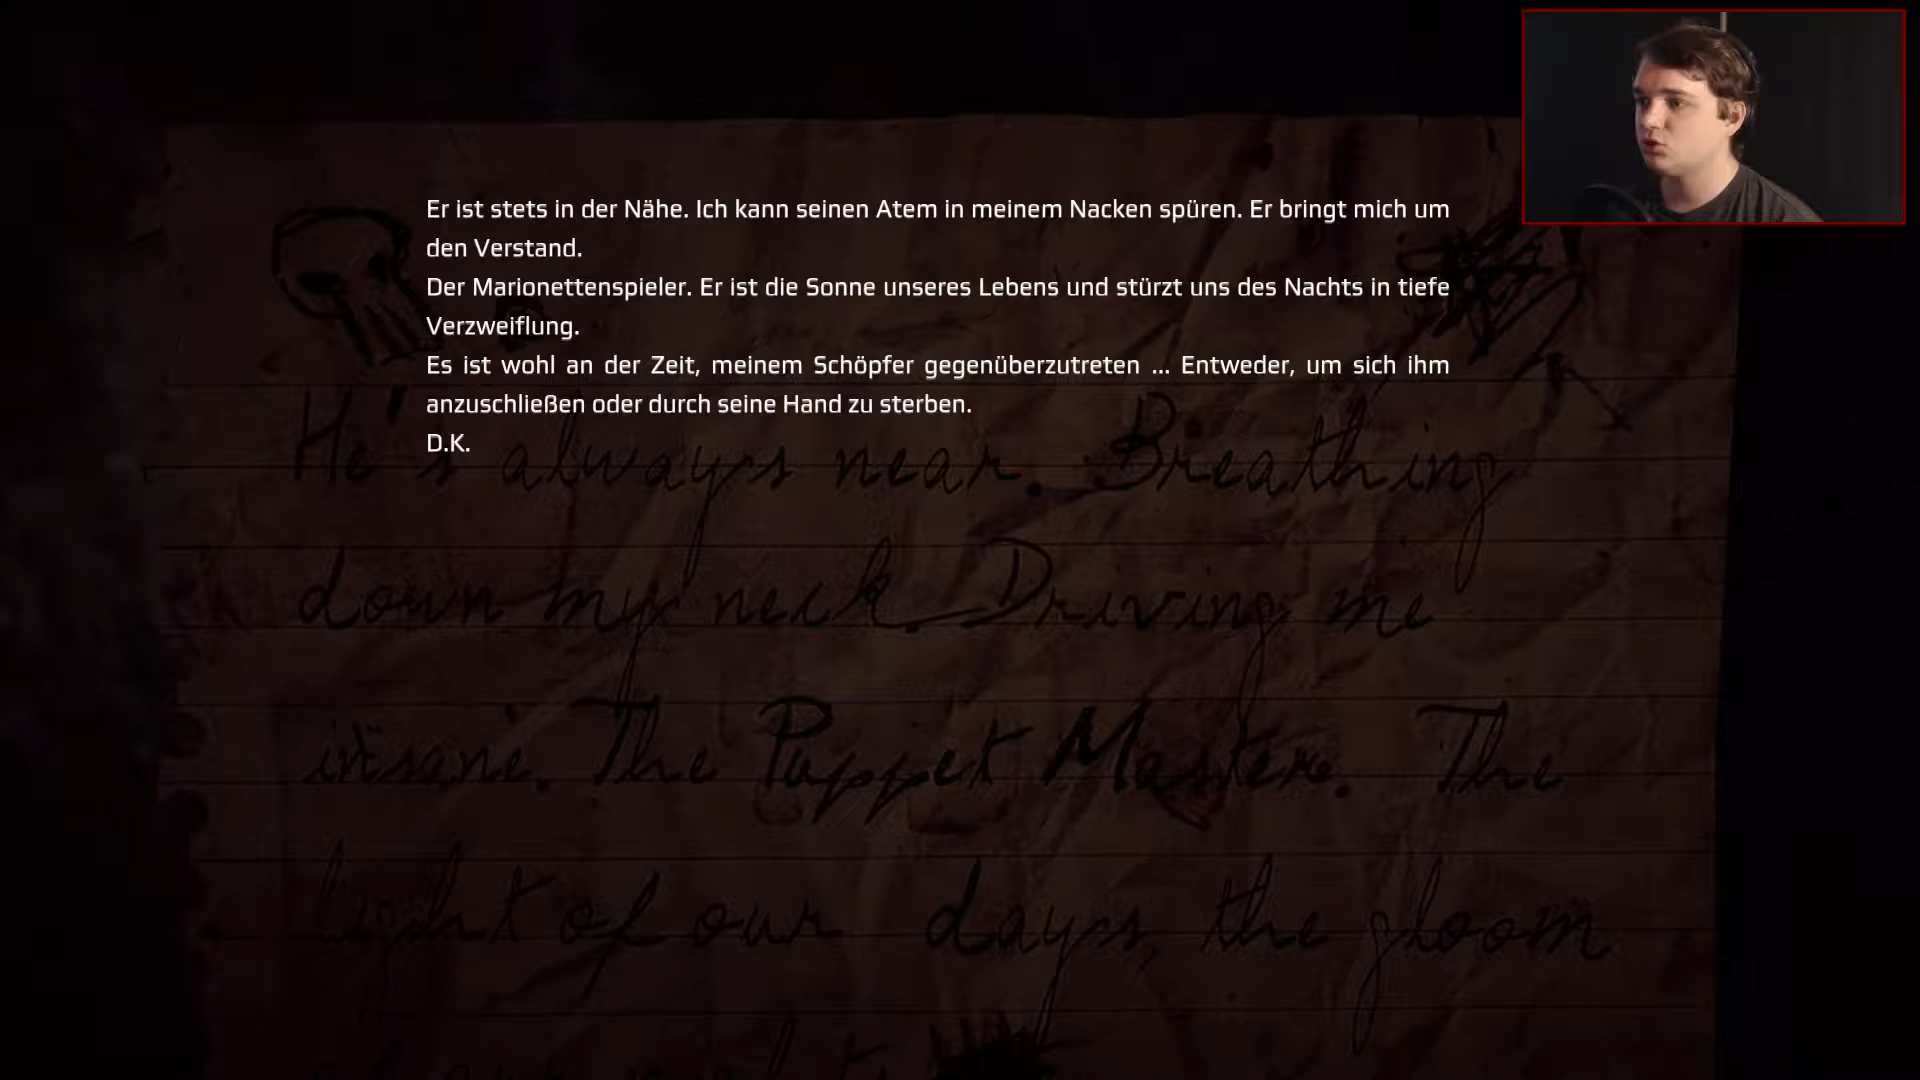 Er ist stets in der Nähe. Ich kann seinen Atem in meinem Nacken spüren. Er bringt mich um
den Verstand.
Der Marionettenspieler. Er ist die Sonne unseres Lebens und stürzt uns des Nachts in tiefe
Verzweiflung.
Es ist wohl an der Zeit, meinem Schöpfer gegenüberzutreten ... Entweder, um sich ihm
anzuschließen oder durch seine Hand zu sterben.
D.K.
He's always near. Breathing
down my neck. Driving me
insane. The Puppet Master. The
light of our days, the gloom